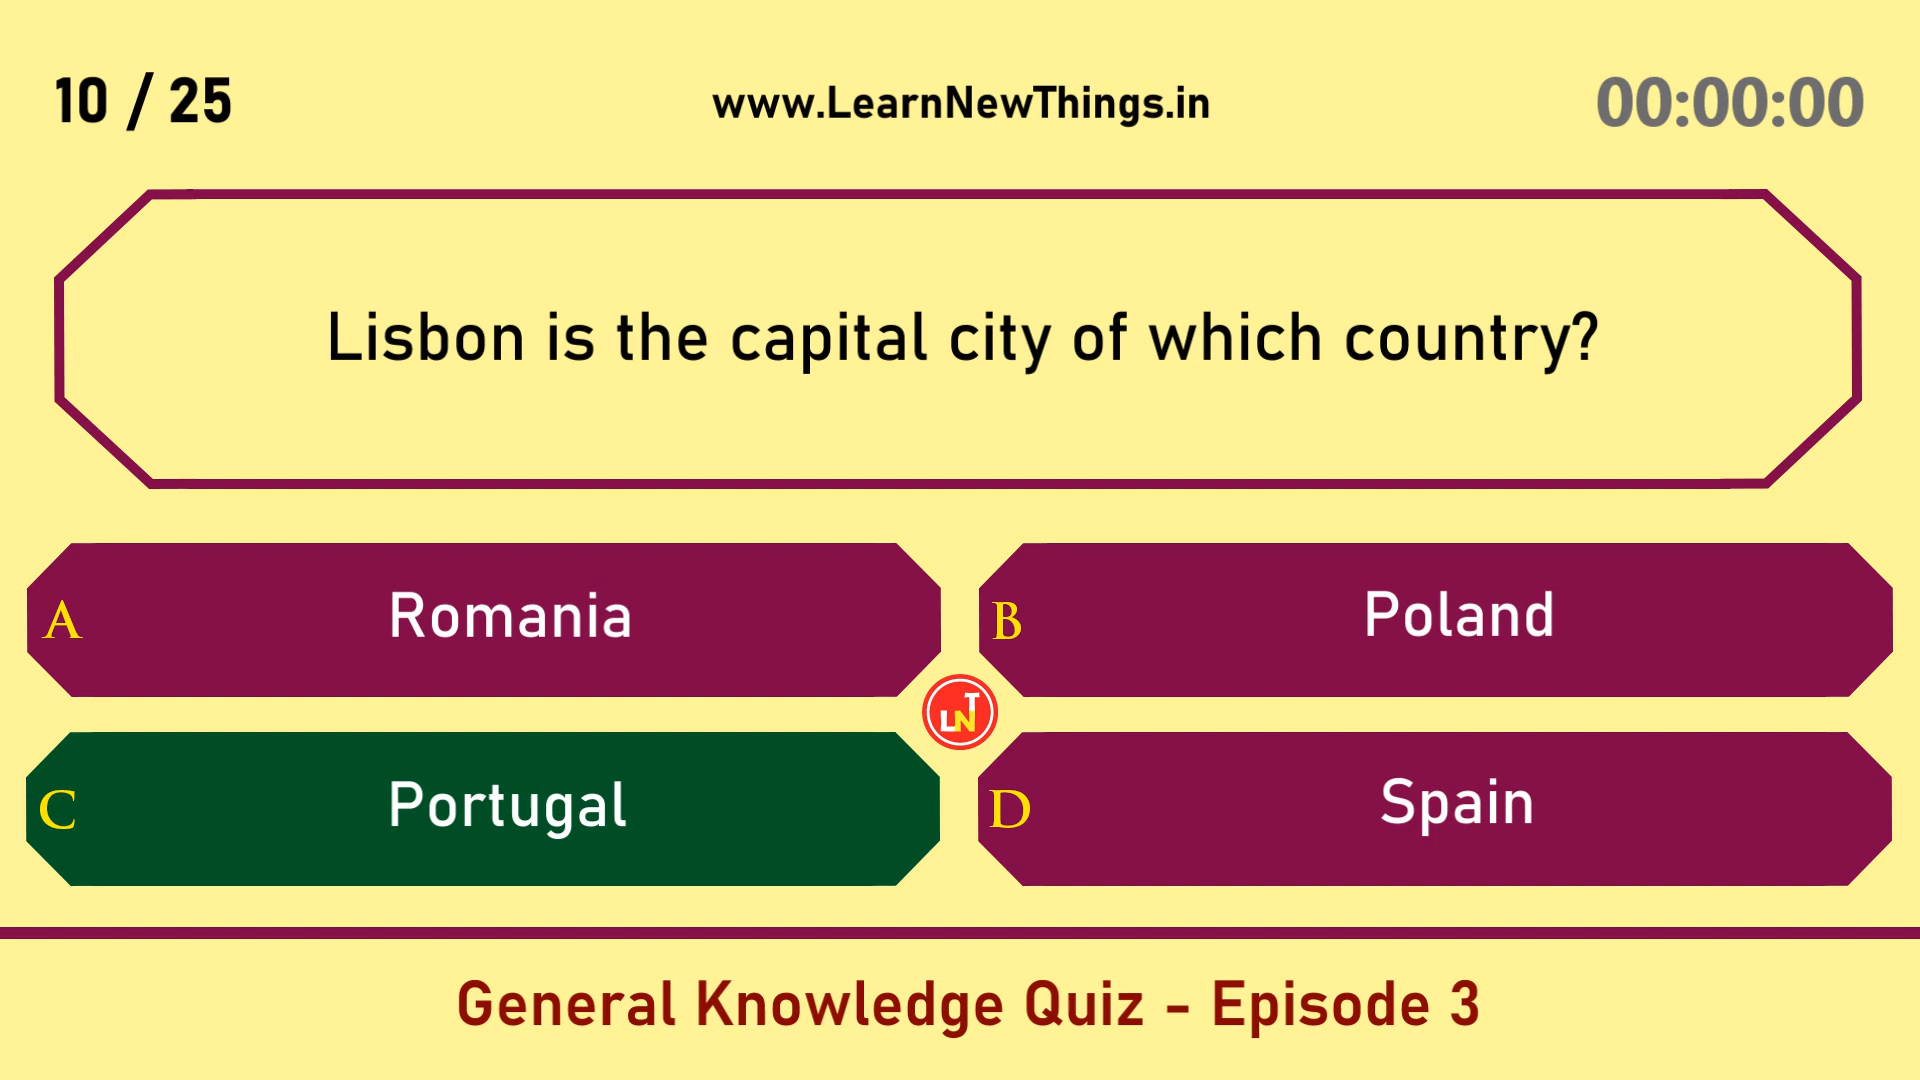 10 / 25
www.LearnNewThings.in
00:00:00
Lisbon is the capital city of which country?
A Romania
B Poland
LNT
C Portugal
D Spain
General Knowledge Quiz - Episode 3